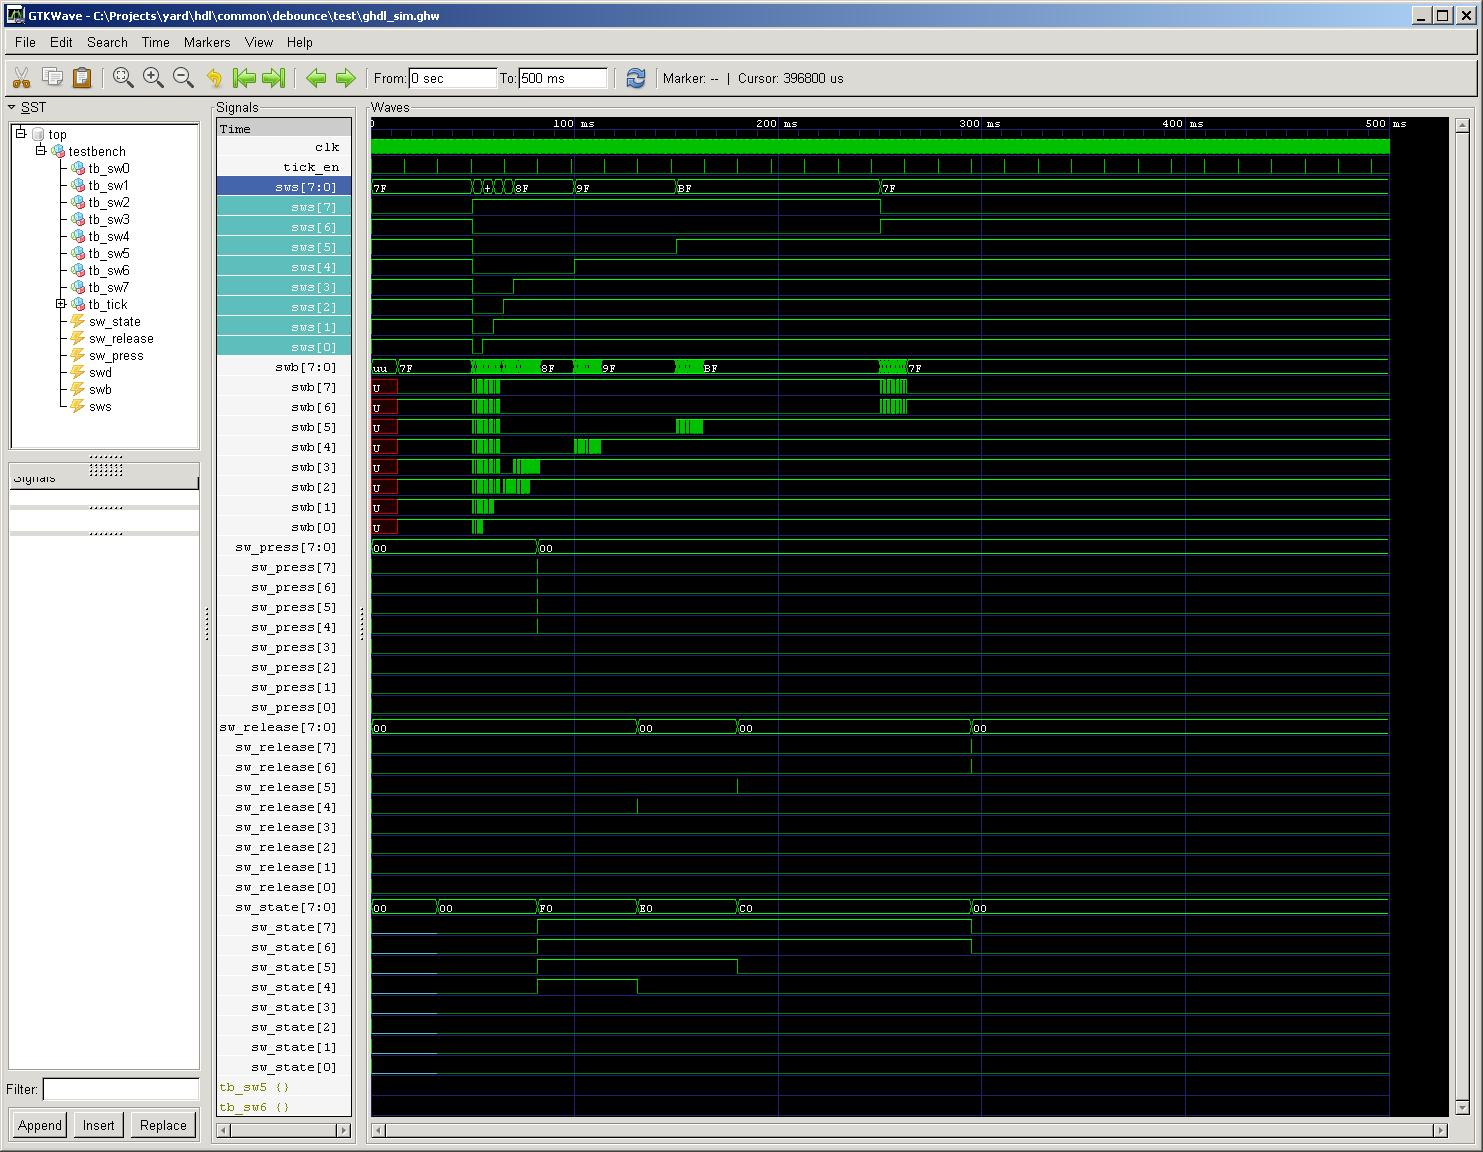 GTKWave - C:\Projects\yard\hdl\common\debounce\test\ghdl_sim.ghw
File Edit Search Time Markers View Help
From: 0 sec To: 500 ms Marker: -- | Cursor: 396800 us
SST
top
testbench
tb_sw0
tb_sw1
tb_sw2
tb_sw3
tb_sw4
tb_sw5
tb_sw6
tb_sw7
tb_tick
sw_state
sw_release
sw_press
swd
swb
sws
Signals
Filter:
Append Insert Replace
Signals
Time
clk
tick_en
sws[7:0]
sws[7]
sws[6]
sws[5]
sws[4]
sws[3]
sws[2]
sws[1]
sws[0]
swb[7:0]
swb[7]
swb[6]
swb[5]
swb[4]
swb[3]
swb[2]
swb[1]
swb[0]
sw_press[7:0]
sw_press[7]
sw_press[6]
sw_press[5]
sw_press[4]
sw_press[3]
sw_press[2]
sw_press[1]
sw_press[0]
sw_release[7:0]
sw_release[7]
sw_release[6]
sw_release[5]
sw_release[4]
sw_release[3]
sw_release[2]
sw_release[1]
sw_release[0]
sw_state[7:0]
sw_state[7]
sw_state[6]
sw_state[5]
sw_state[4]
sw_state[3]
sw_state[2]
sw_state[1]
sw_state[0]
tb_sw5 {}
tb_sw6 {}
Waves
0 100 ms 200 ms 300 ms 400 ms 500 ms
7F + 8F 9F BF 7F
uu 7F 8F 9F BF 7F
U
U
U
U
U
U
U
U
00 00
00 00 00 00
00 00 F0 E0 C0 00